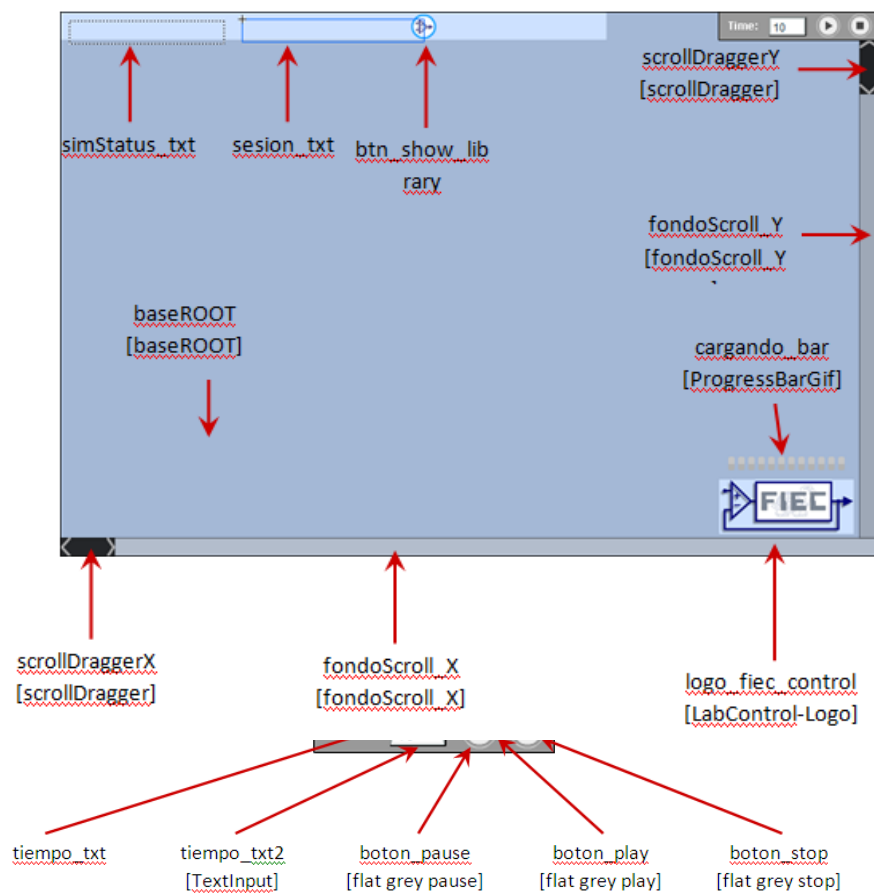 Time: 10
scrollDraggerY
[scrollDragger]
simStatus_txt
sesion_txt
btn_show_lib
rary
fondoScroll_Y
[fondoScroll_Y
baseROOT
[baseROOT]
cargando_bar
[ProgressBarGif]
FIEC
scrollDraggerX
[scrollDragger]
fondoScroll_X
[fondoScroll_X]
logo_fiec_control
[LabControl-Logo]
tiempo_txt
tiempo_txt2
[TextInput]
boton_pause
[flat grey pause]
boton_play
[flat grey play]
boton_stop
[flat grey stop]